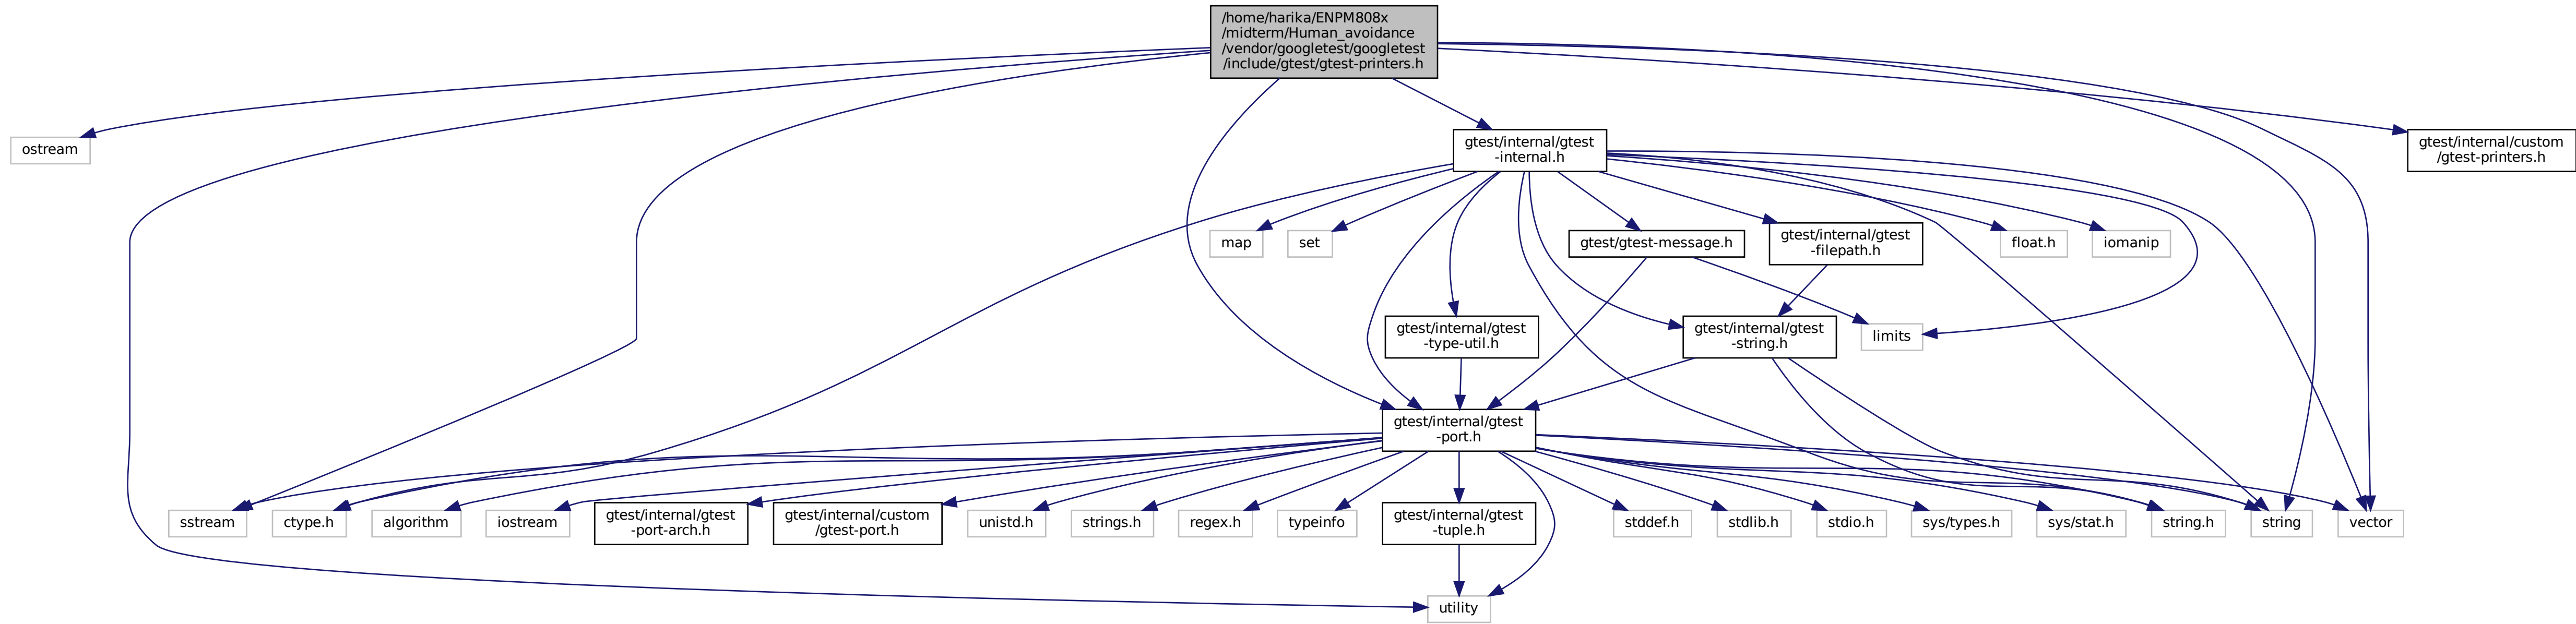 /home/harika/ENPM808x
/midterm/Human_avoidance
/vendor/googletest/googletest
/include/gtest/gtest-printers.h
ostream
gtest/internal/gtest
-internal.h
gtest/internal/custom
/gtest-printers.h
map
set
gtest/gtest-message.h
gtest/internal/gtest
-filepath.h
float.h
iomanip
gtest/internal/gtest
-type-util.h
gtest/internal/gtest
-string.h
limits
gtest/internal/gtest
-port.h
sstream
ctype.h
algorithm
iostream
gtest/internal/gtest
-port-arch.h
gtest/internal/custom
/gtest-port.h
unistd.h
strings.h
regex.h
typeinfo
gtest/internal/gtest
-tuple.h
stddef.h
stdlib.h
stdio.h
sys/types.h
sys/stat.h
string.h
string
vector
utility